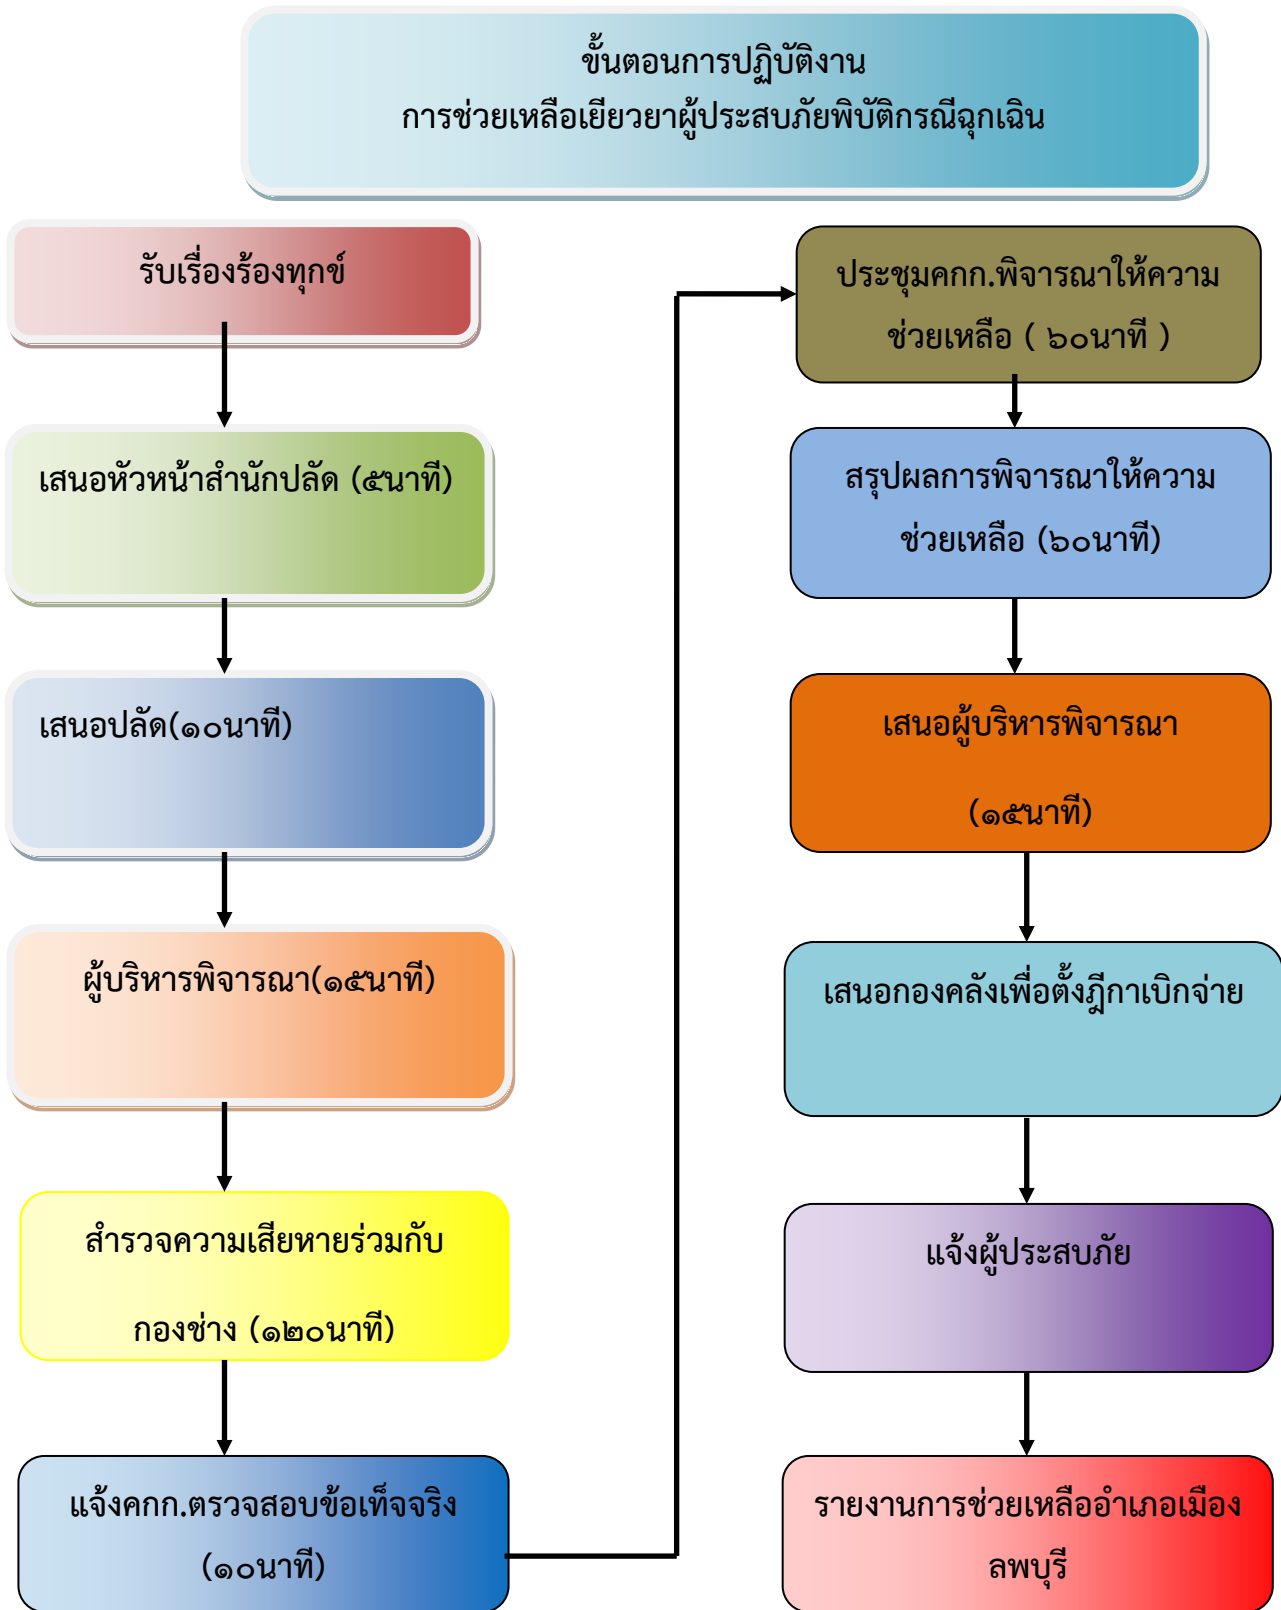 ขั้นตอนการปฏิบัติงาน
การช่วยเหลือเยียวยาผู้ประสบภัยพิบัติกรณีฉุกเฉิน
รับเรื่องร้องทุกข์
เสนอหัวหน้าสำนักปลัด (๕นาที)
เสนอปลัด(๑๐นาที)
ผู้บริหารพิจารณา(๑๕นาที)
สำรวจความเสียหายร่วมกับ
กองช่าง (๑๒๐นาที)
แจ้งคกก.ตรวจสอบข้อเท็จจริง
(๑๐นาที)
ประชุมคกก.พิจารณาให้ความ
ช่วยเหลือ ( ๖๐นาที )
สรุปผลการพิจารณาให้ความ
ช่วยเหลือ (๖๐นาที)
เสนอผู้บริหารพิจารณา
(๑๕นาที)
เสนอกองคลังเพื่อตั้งฎีกาเบิกจ่าย
แจ้งผู้ประสบภัย
รายงานการช่วยเหลืออำเภอเมือง
ลพบุรี